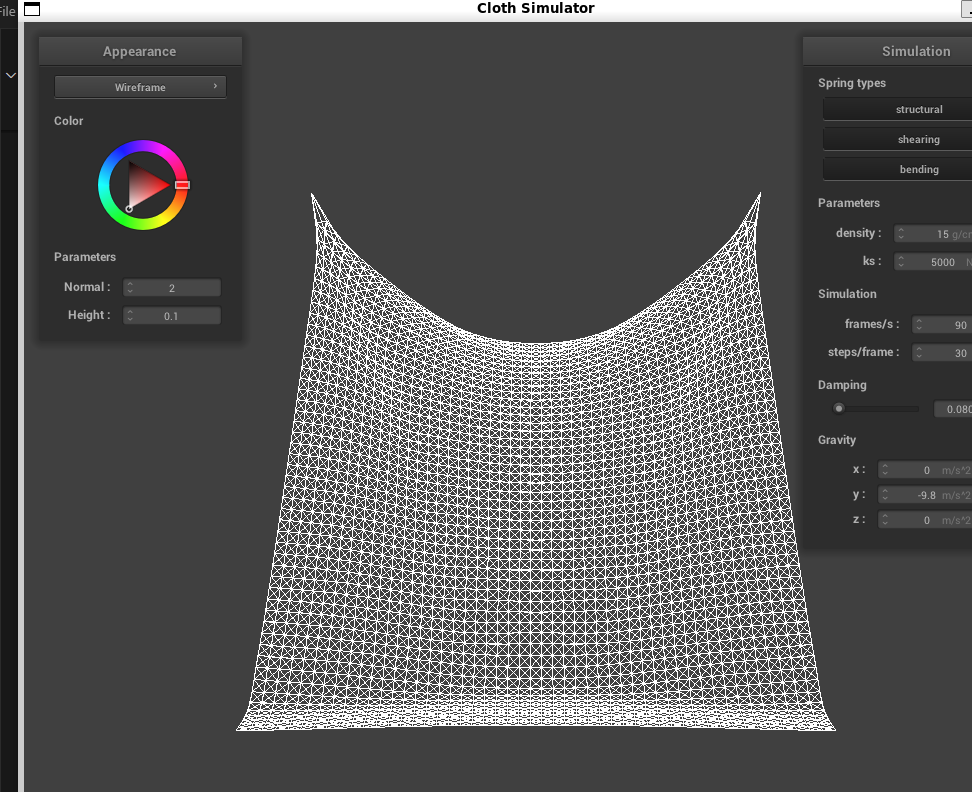 File
Cloth Simulator
Appearance
Wireframe
Color
Parameters
Normal : 2
Height : 0.1
Simulation
Spring types
structural
shearing
bending
Parameters
density : 15 g/cr
ks : 5000 N
Simulation
frames/s : 90
steps/frame : 30
Damping
0.080
Gravity
x : 0 m/s^2
y : -9.8 m/s^2
z : 0 m/s^2